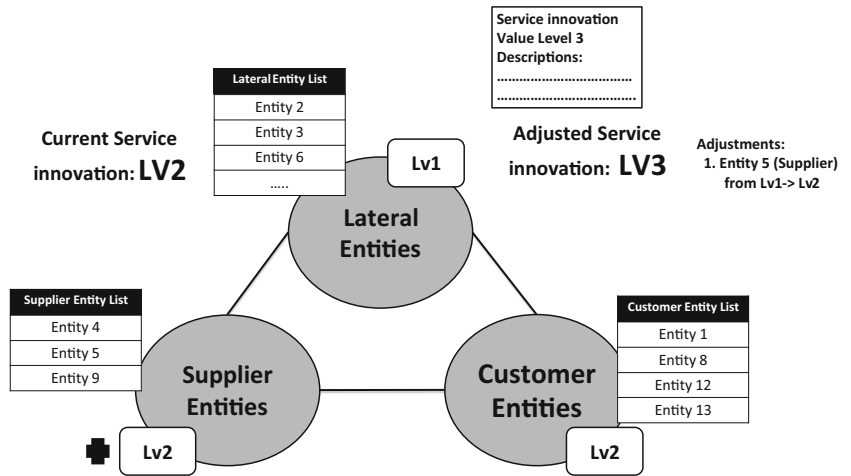 Service innovation
Value Level 3
Descriptions:
....................................
....................................
Lateral Entity List
Entity 2
Entity 3
Entity 6
.....
Current Service
innovation: LV2
Adjusted Service
innovation: LV3
Adjustments:
1. Entity 5 (Supplier)
from Lv1-> Lv2
Lv1
Lateral
Entities
Supplier Entity List
Entity 4
Entity 5
Entity 9
Customer Entity List
Entity 1
Entity 8
Entity 12
Entity 13
Supplier
Entities
Customer
Entities
Lv2
Lv2